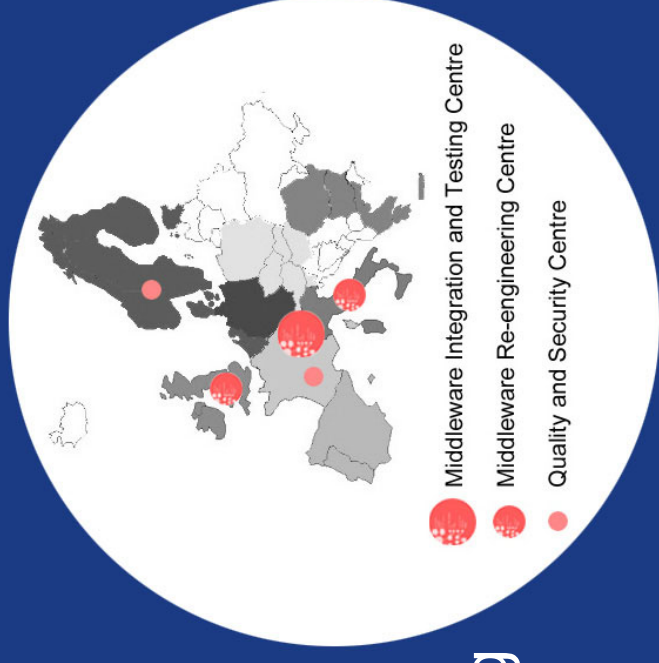 Middleware Integration and Testing Centre
Middleware Re-engineering Centre
Quality and Security Centre